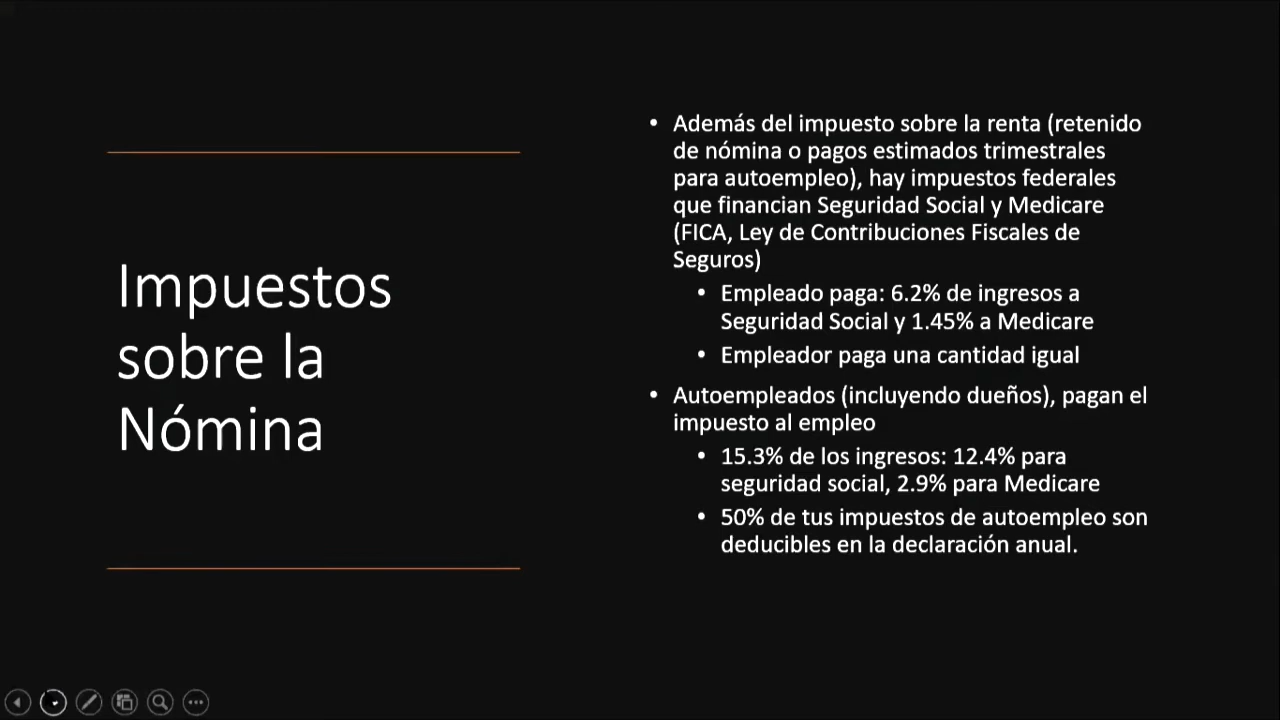 Impuestos
sobre la
Nómina
• Además del impuesto sobre la renta (retenido
de nómina o pagos estimados trimestrales
para autoempleo), hay impuestos federales
que financian Seguridad Social y Medicare
(FICA, Ley de Contribuciones Fiscales de
Seguros)
• Empleado paga: 6.2% de ingresos a
Seguridad Social y 1.45% a Medicare
• Empleador paga una cantidad igual
• Autoempleados (incluyendo dueños), pagan el
impuesto al empleo
• 15.3% de los ingresos: 12.4% para
seguridad social, 2.9% para Medicare
• 50% de tus impuestos de autoempleo son
deducibles en la declaración anual.